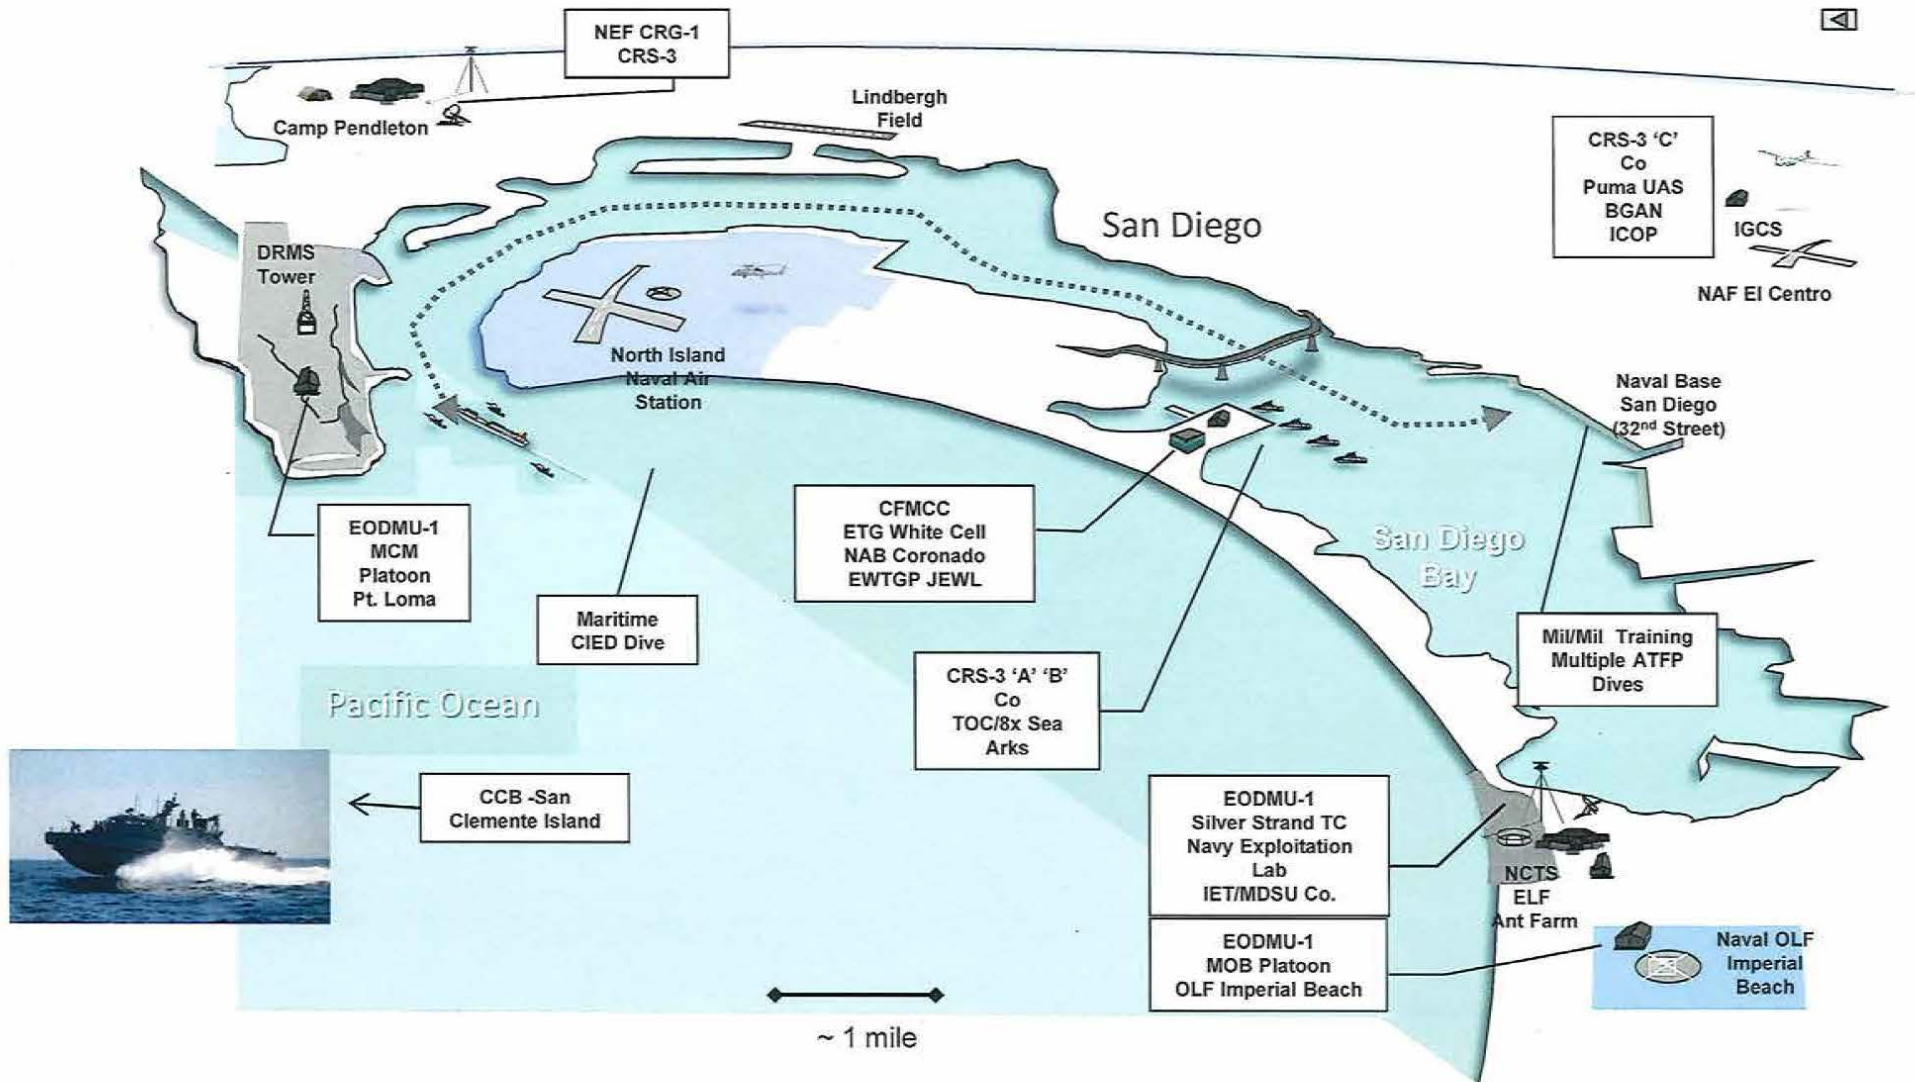 NEF CRG-1
CRS-3
Camp Pendleton
Lindbergh
Field
CRS-3 ‘C’
Co
Puma UAS
BGAN
ICOP
IGCS
NAF El Centro
San Diego
DRMS
Tower
North Island
Naval Air
Station
Naval Base
San Diego
(32nd Street)
EODMU-1
MCM
Platoon
Pt. Loma
CFMCC
ETG White Cell
NAB Coronado
EWTGP JEWL
San Diego
Bay
Maritime
CIED Dive
Mil/Mil Training
Multiple ATFP
Dives
CRS-3 ‘A’ ‘B’
Co
TOC/8x Sea
Arks
Pacific Ocean
CCB -San
Clemente Island
EODMU-1
Silver Strand TC
Navy Exploitation
Lab
IET/MDSU Co.
NCTS
ELF
Ant Farm
EODMU-1
MOB Platoon
OLF Imperial Beach
Naval OLF
Imperial
Beach
~ 1 mile